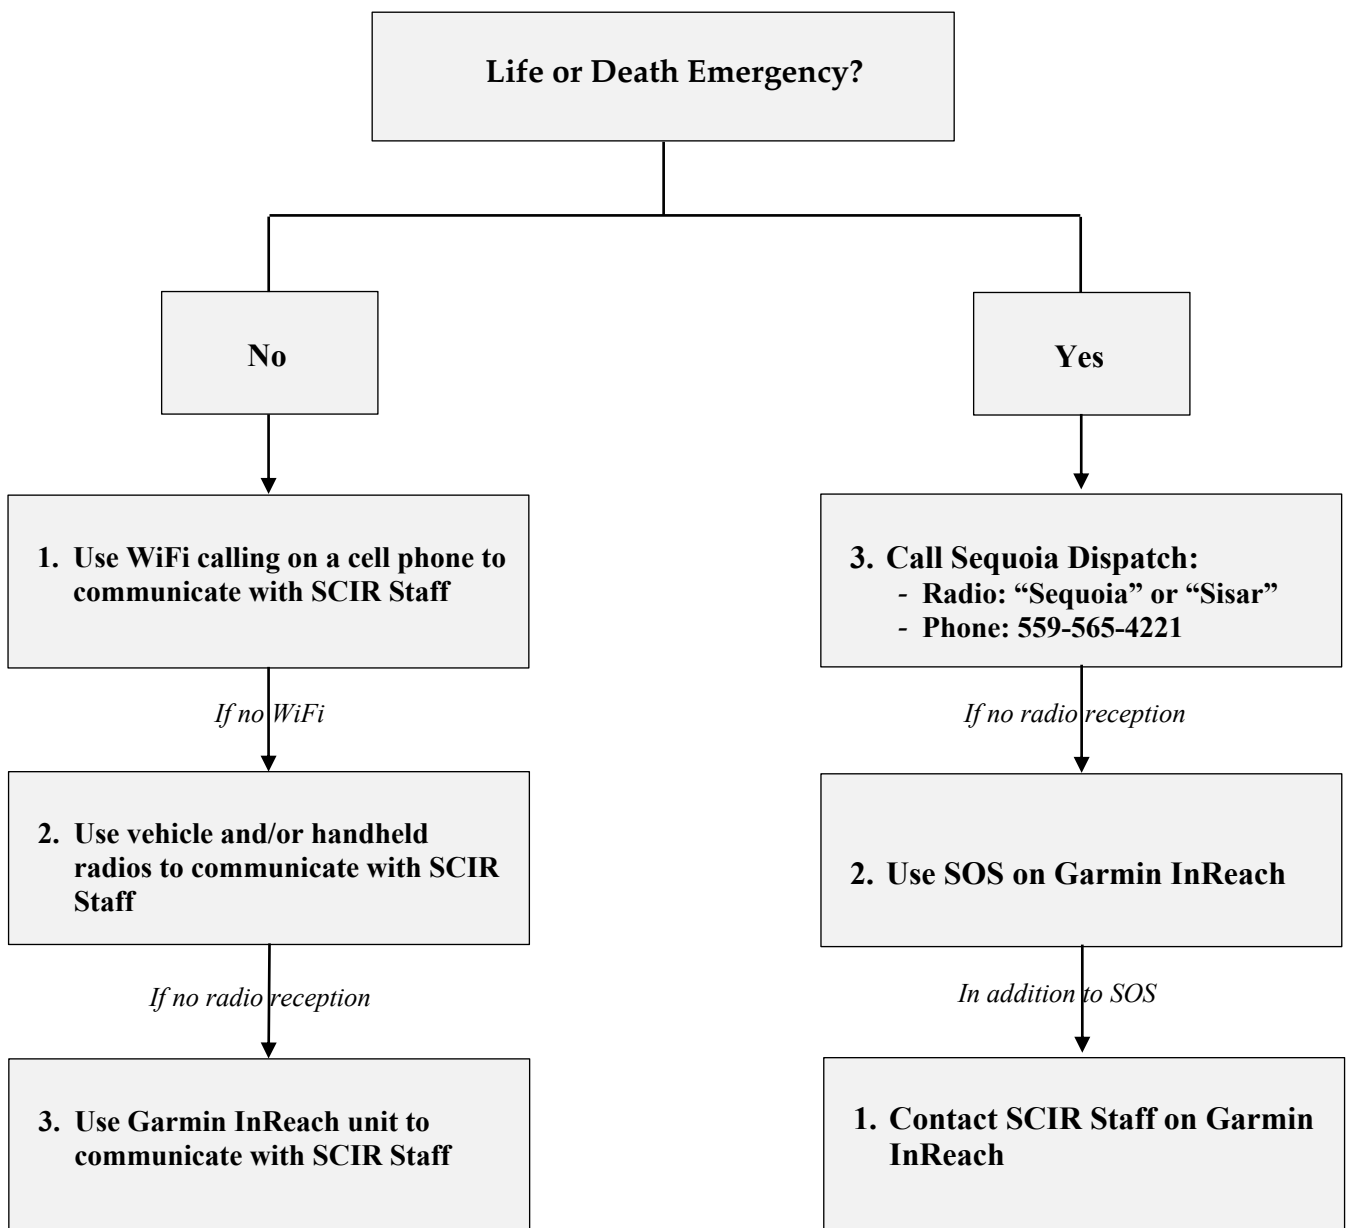 Life or Death Emergency?
No
Yes
1. Use WiFi calling on a cell phone to
communicate with SCIR Staff
3. Call Sequoia Dispatch:
- Radio: “Sequoia” or “Sisar”
- Phone: 559-565-4221
If no WiFi
If no radio reception
2. Use vehicle and/or handheld
radios to communicate with SCIR
Staff
2. Use SOS on Garmin InReach
If no radio reception
In addition to SOS
3. Use Garmin InReach unit to
communicate with SCIR Staff
1. Contact SCIR Staff on Garmin
InReach